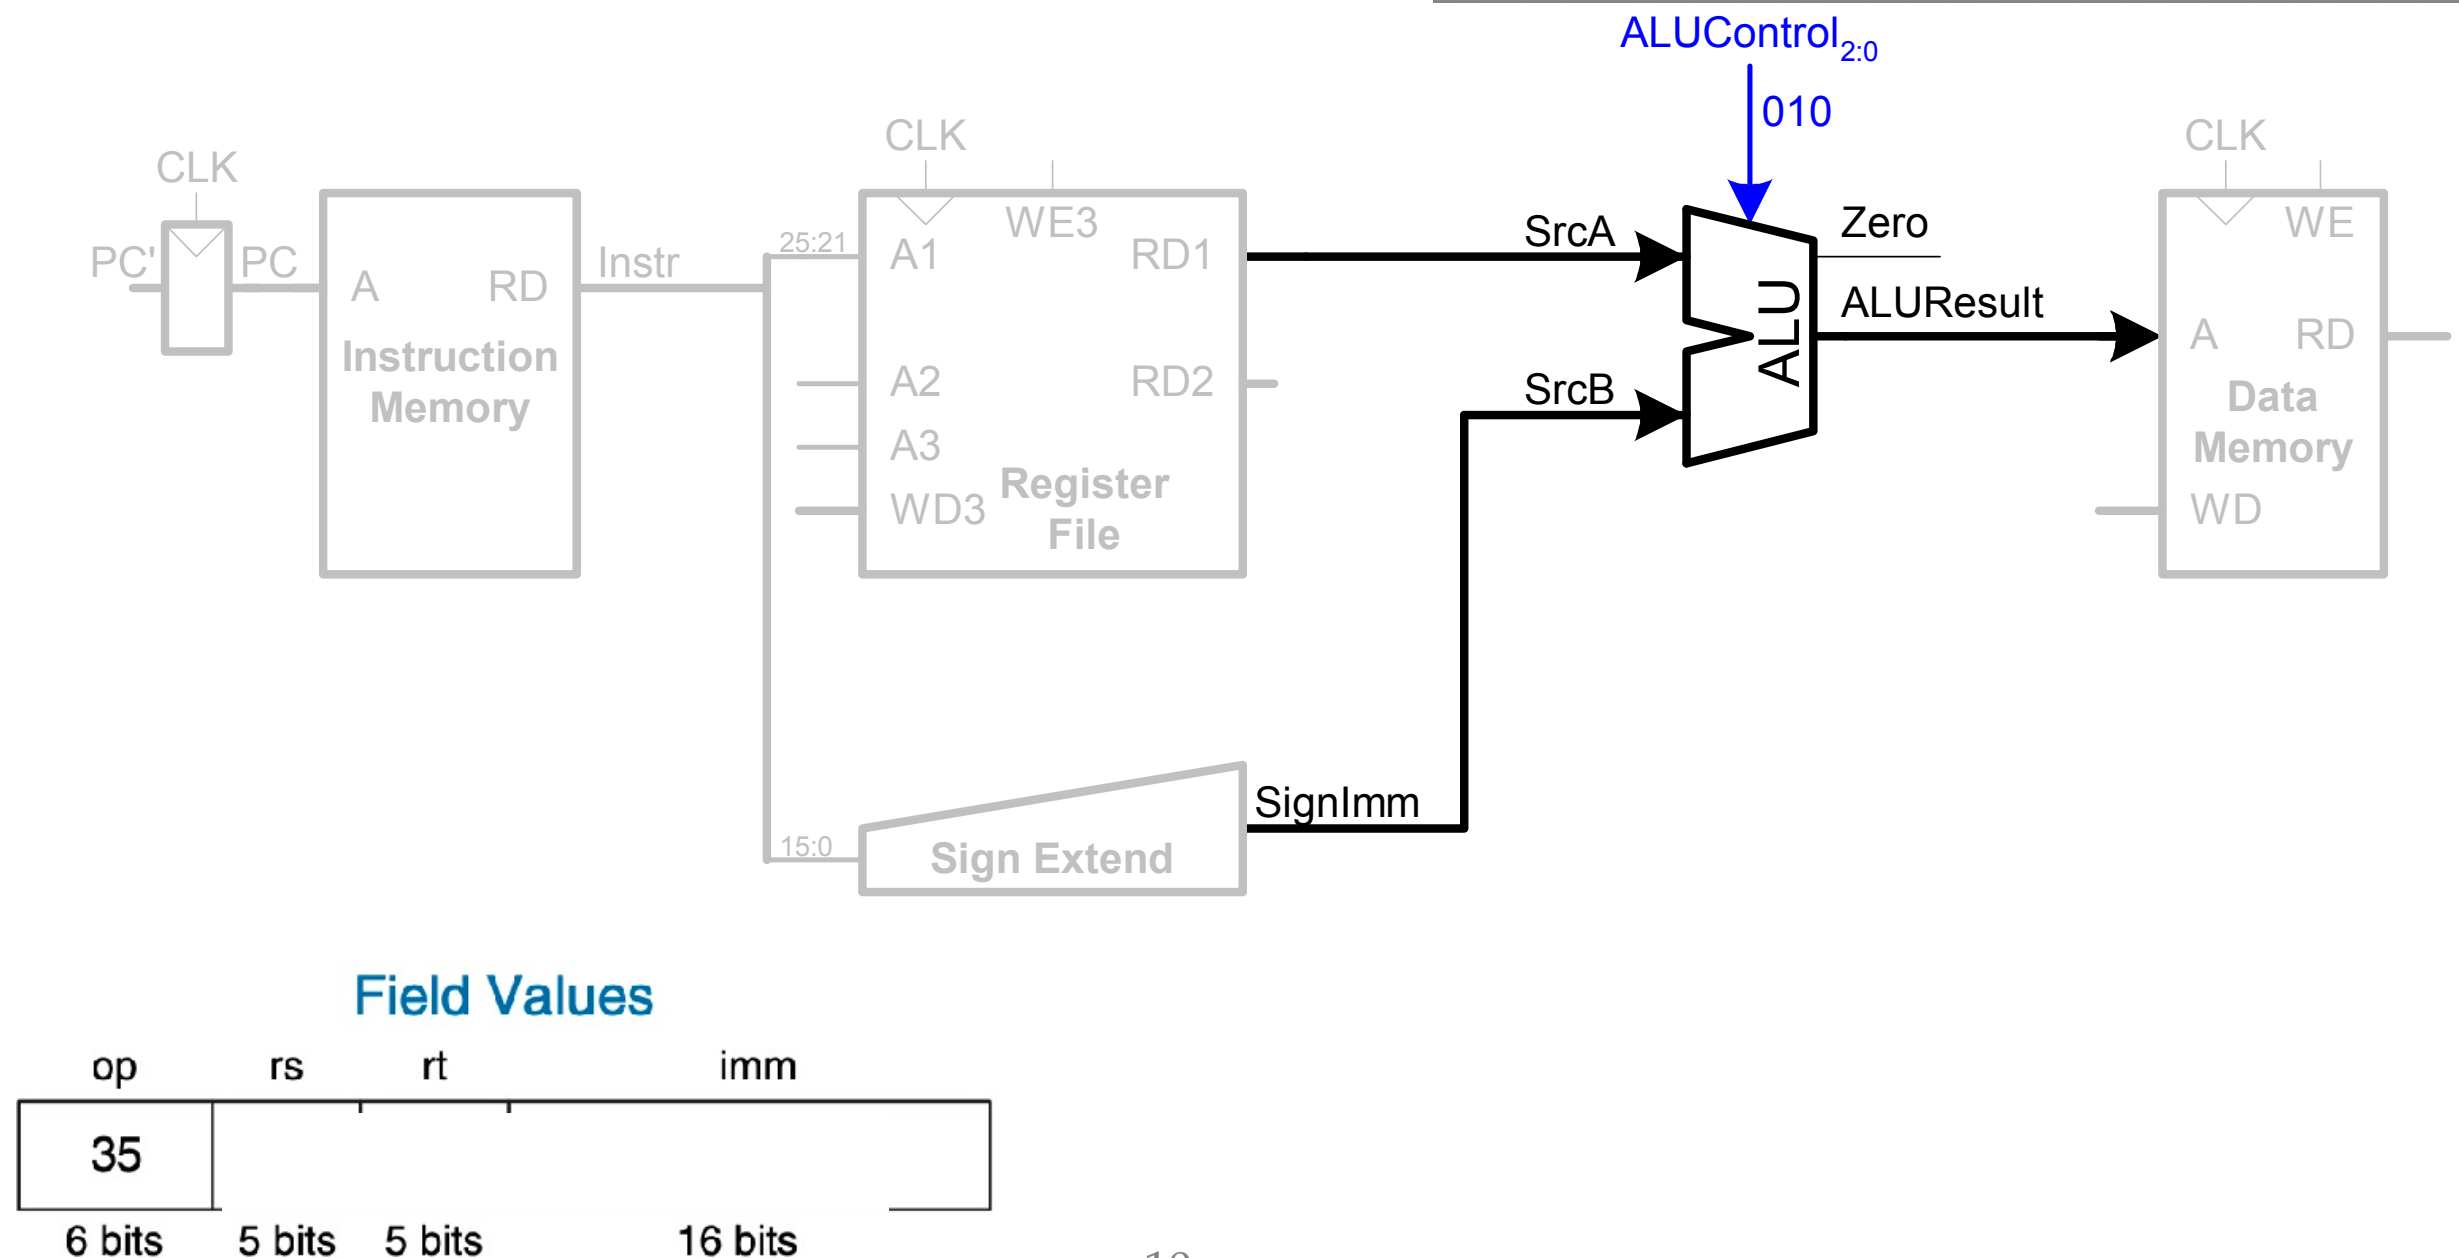 ALUControl2:0
010
CLK
CLK
CLK
PC'
PC
A
RD
Instruction
Memory
Instr
25:21
A1
WE3
RD1
A2
RD2
A3
WD3
Register
File
SrcA
SrcB
ALU
Zero
ALUResult
WE
A
RD
Data
Memory
WD
15:0
Sign Extend
SignImm
Field Values
op rs rt imm
35
6 bits 5 bits 5 bits 16 bits